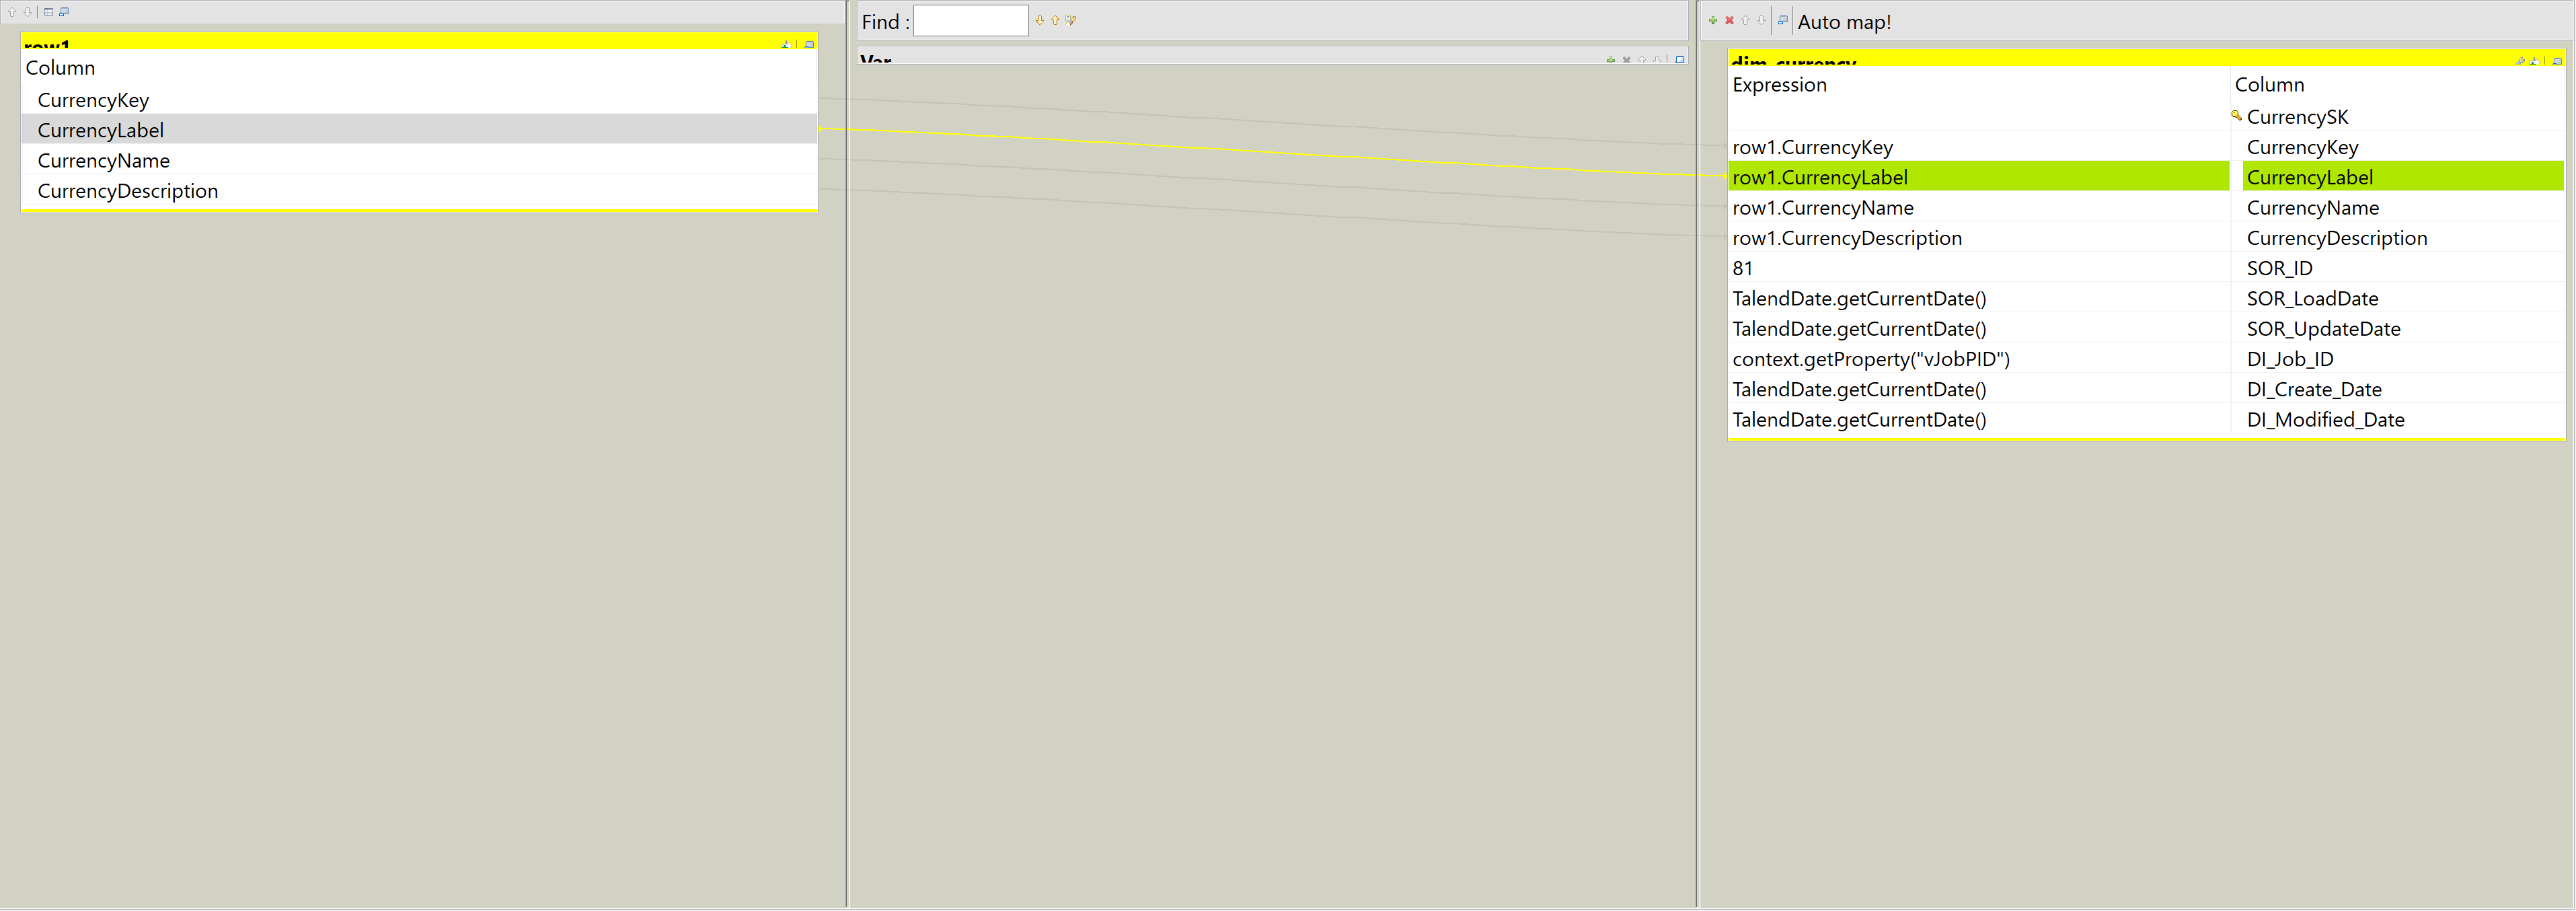 row1
Column
CurrencyKey
CurrencyLabel
CurrencyName
CurrencyDescription
Find :
Var
Auto map!
dim_currency
Expression Column
CurrencySK
row1.CurrencyKey CurrencyKey
row1.CurrencyLabel CurrencyLabel
row1.CurrencyName CurrencyName
row1.CurrencyDescription CurrencyDescription
81 SOR_ID
TalendDate.getCurrentDate() SOR_LoadDate
TalendDate.getCurrentDate() SOR_UpdateDate
context.getProperty("vJobPID") DI_Job_ID
TalendDate.getCurrentDate() DI_Create_Date
TalendDate.getCurrentDate() DI_Modified_Date